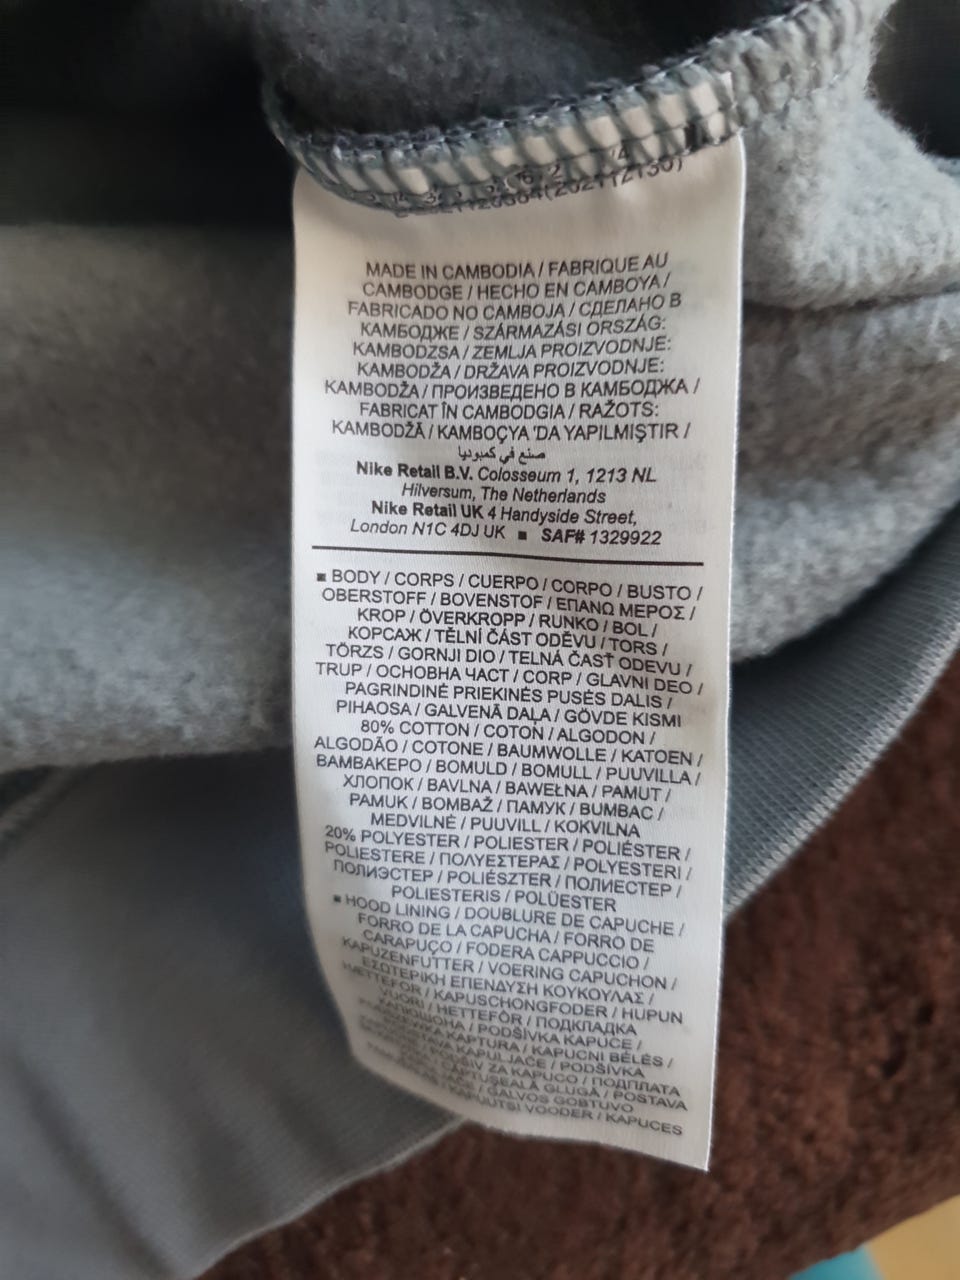 MADE IN CAMBODIA / FABRIQUE AU
CAMBODGE / HECHO EN CAMBOYA /
FABRICADO NO CAMBOJA / СДЕЛАНО В
КАМБОДЖЕ / SZÁRMAZÁSI ORSZÁG:
KAMBODZSA / ZEMLJA PROIZVODNJE:
KAMBODŽA / DRŽAVA PROIZVODNJE:
KAMBODŽA / ПРОИЗВЕДЕНО В КАМБОДЖА /
FABRICAT ÎN CAMBODGIA / RAŽOTS:
KAMBODŽĀ / KAMBOÇYA 'DA YAPILMIŞTIR /
صنع في كمبوديا
Nike Retail B.V. Colosseum 1, 1213 NL
Hilversum, The Netherlands
Nike Retail UK 4 Handyside Street,
London N1C 4DJ UK ■ SAF# 1329922
■ BODY / CORPS / CUERPO / CORPO / BUSTO /
OBERSTOFF / BOVENSTOF / ΕΠΑΝΩ ΜΕΡΟΣ /
KROP / ÖVERKROPP / RUNKO / BOL /
КОРСАЖ / TĚLNÍ ČÁST ODĚVU / TORS /
TÖRZS / GORNJI DIO / TELNÁ ČASŤ ODEVU /
TRUP / ОСНОВНА ЧАСТ / CORP / GLAVNI DEO /
PAGRINDINĖ PRIEKINĖS PUSĖS DALIS /
PIHAOSA / GALVENĀ DAĻA / GÖVDE KISMI
80% COTTON / COTON / ALGODON /
ALGODÃO / COTONE / BAUMWOLLE / KATOEN /
ΒΑΜΒΑΚΕΡΟ / BOMULD / BOMULL / PUUVILLA /
ХЛОПОК / BAVLNA / BAWEŁNA / PAMUT /
PAMUK / BOMBAŽ / ПАМУК / BUMBAC /
MEDVILNĖ / PUUVILL / KOKVILNA
20% POLYESTER / POLIESTER / POLIÉSTER /
POLIESTERE / ΠΟΛΥΕΣΤΕΡΑΣ / POLYESTERI /
ПОЛИЭСТЕР / POLIÉSZTER / ПОЛИЕСТЕР /
POLIESTERIS / POLÜESTER
■ HOOD LINING / DOUBLURE DE CAPUCHE /
FORRO DE LA CAPUCHA / FORRO DE
CARAPUÇO / FODERA CAPPUCCIO /
KAPUZENFUTTER / VOERING CAPUCHON /
ΕΣΩΤΕΡΙΚΗ ΕΠΕΝΔΥΣΗ ΚΟΥΚΟΥΛΑΣ /
HÆTTEFOR / KAPUSCHONGFODER / HUPUN
VUORI / HETTEFÔR / ПОДКЛАДКА
КАПЮШОНА / PODŠÍVKA KAPUCE /
KAPTURA / KAPUCNI BÉLÉS /
KAPULJAČE / PODŠÍVKA
ZA KAPUCO / ПОДПЛАТА
GLUGĂ / POSTAVA
GALVOS GOBTUVO
VOODER / KAPUCES